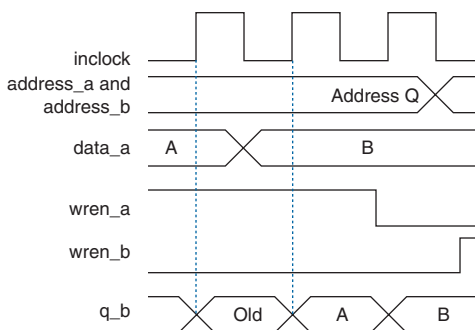 inclock
address_a and
address_b
Address Q
data_a
A
B
wren_a
wren_b
q_b
Old
A
B